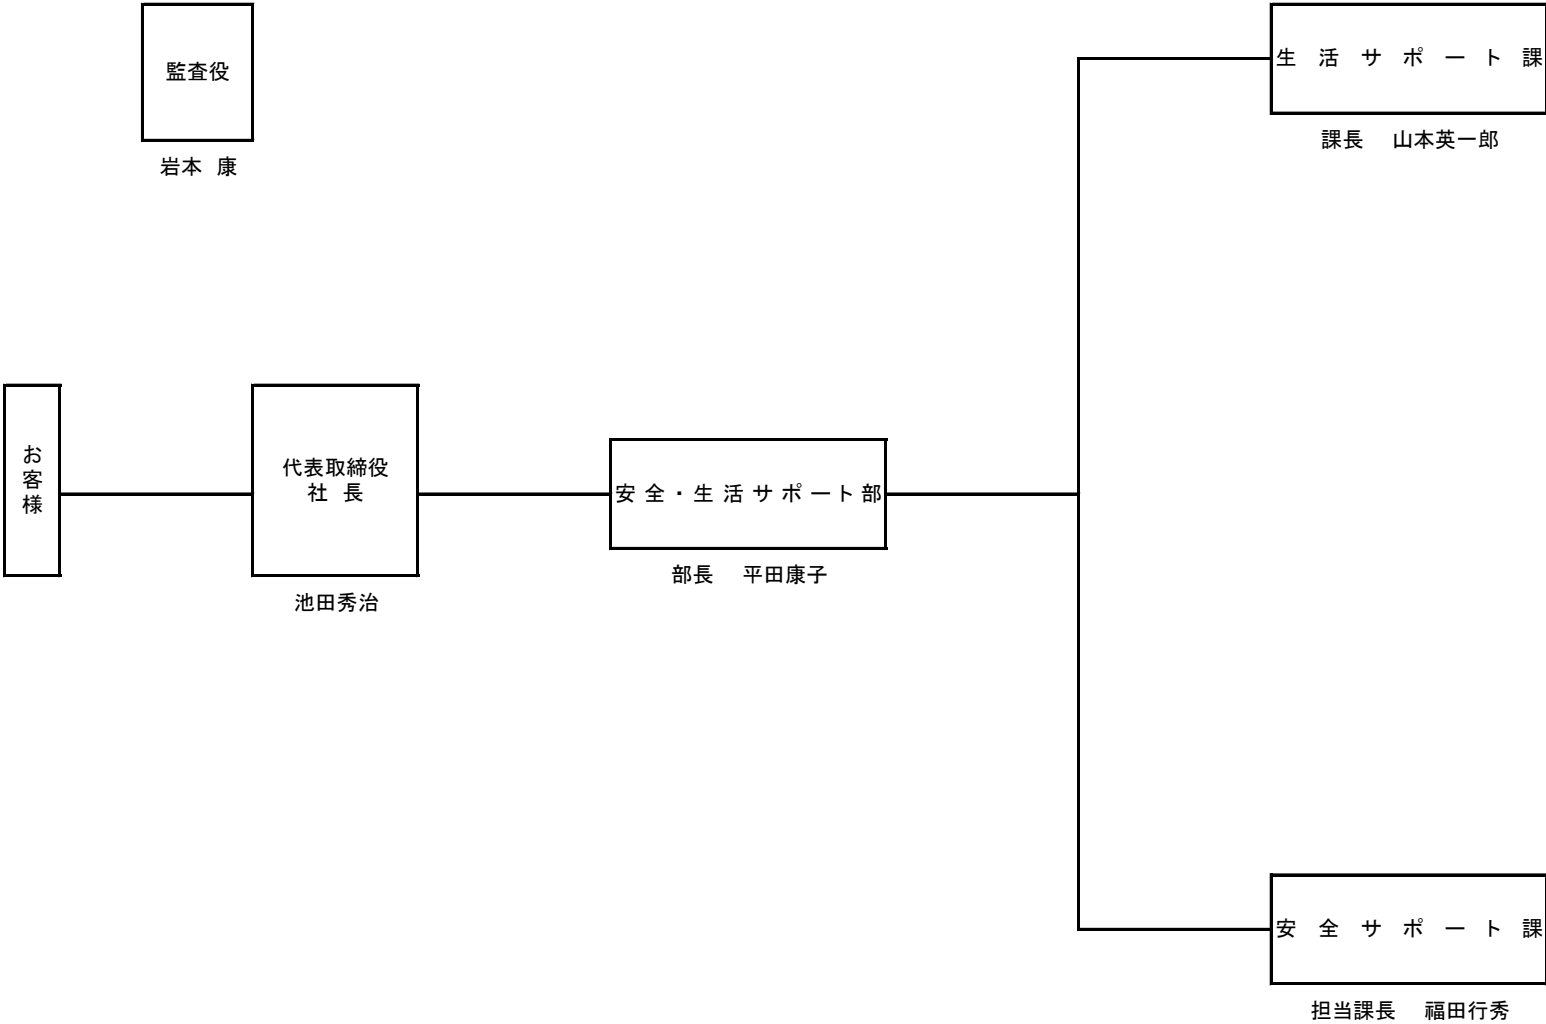 監査役
岩本 康
生活サポート課
課長 山本英一郎
お客様
代表取締役
社 長
池田秀治
安全・生活サポート部
部長 平田康子
安全サポート課
担当課長 福田行秀